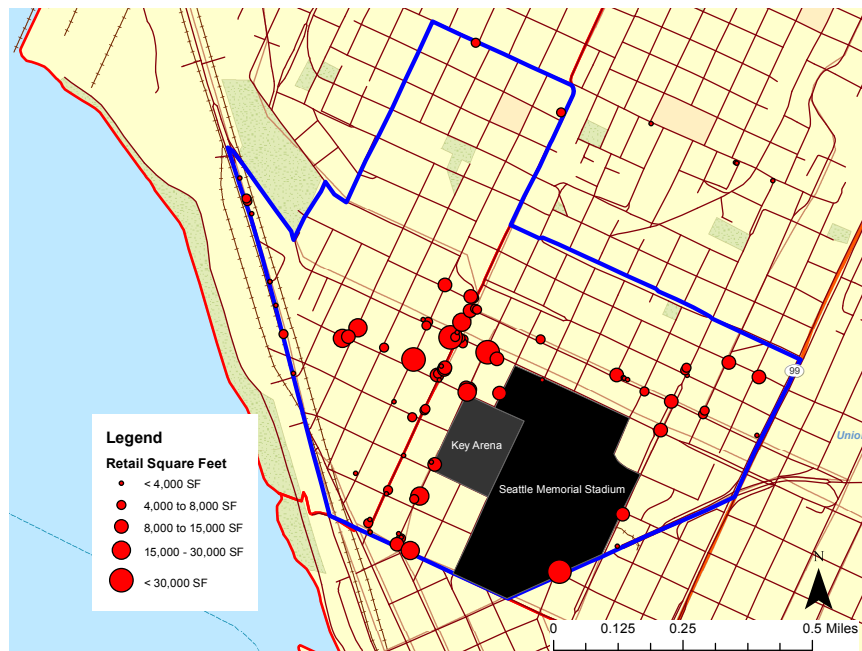 99
Unio
Key Arena
Seattle Memorial Stadium
Legend
Retail Square Feet
< 4,000 SF
4,000 to 8,000 SF
8,000 to 15,000 SF
15,000 - 30,000 SF
< 30,000 SF
N
0 0.125 0.25 0.5 Miles